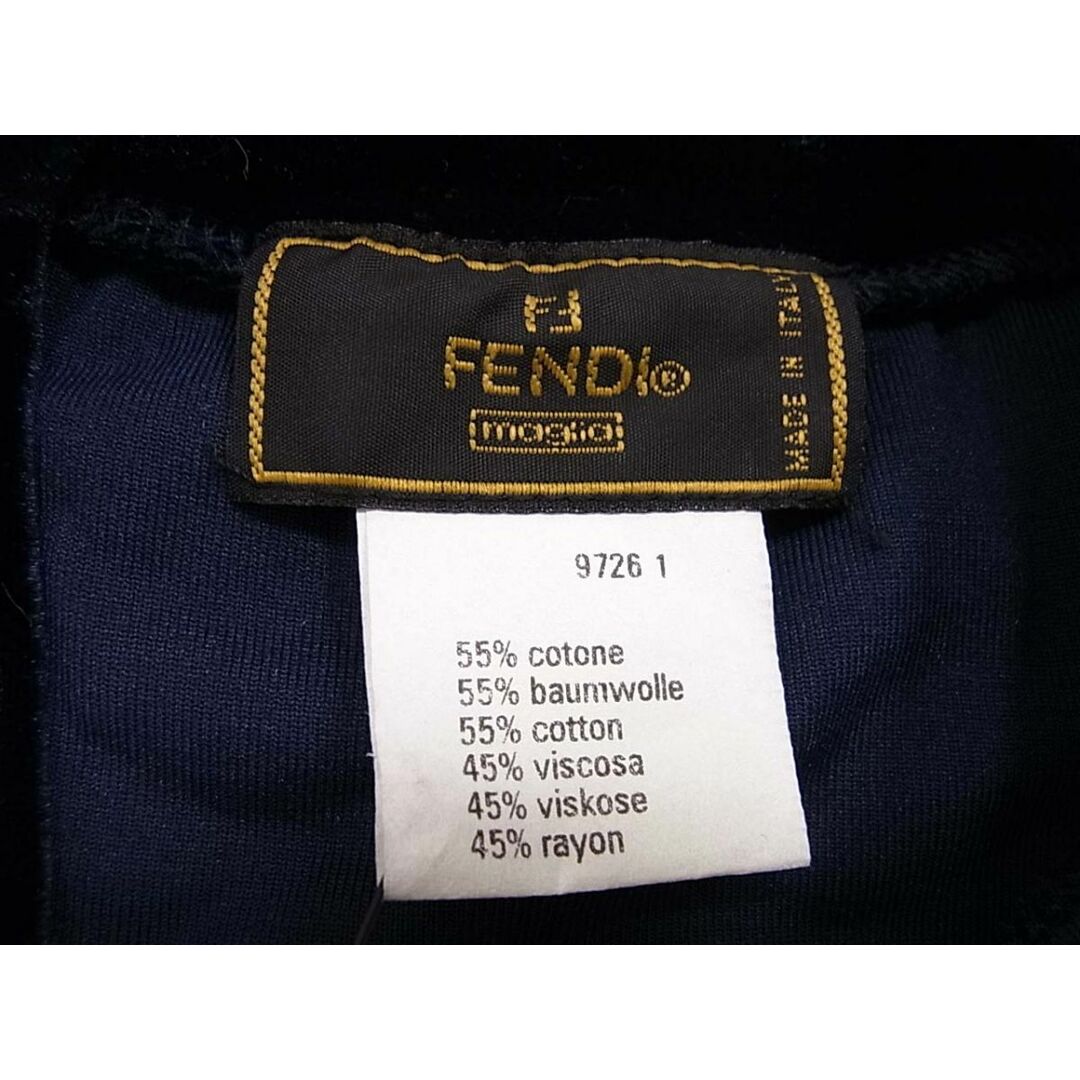 FF
FENDI®
maglia
MADE IN ITALY
9726 1
55% cotone
55% baumwolle
55% cotton
45% viscosa
45% viskose
45% rayon